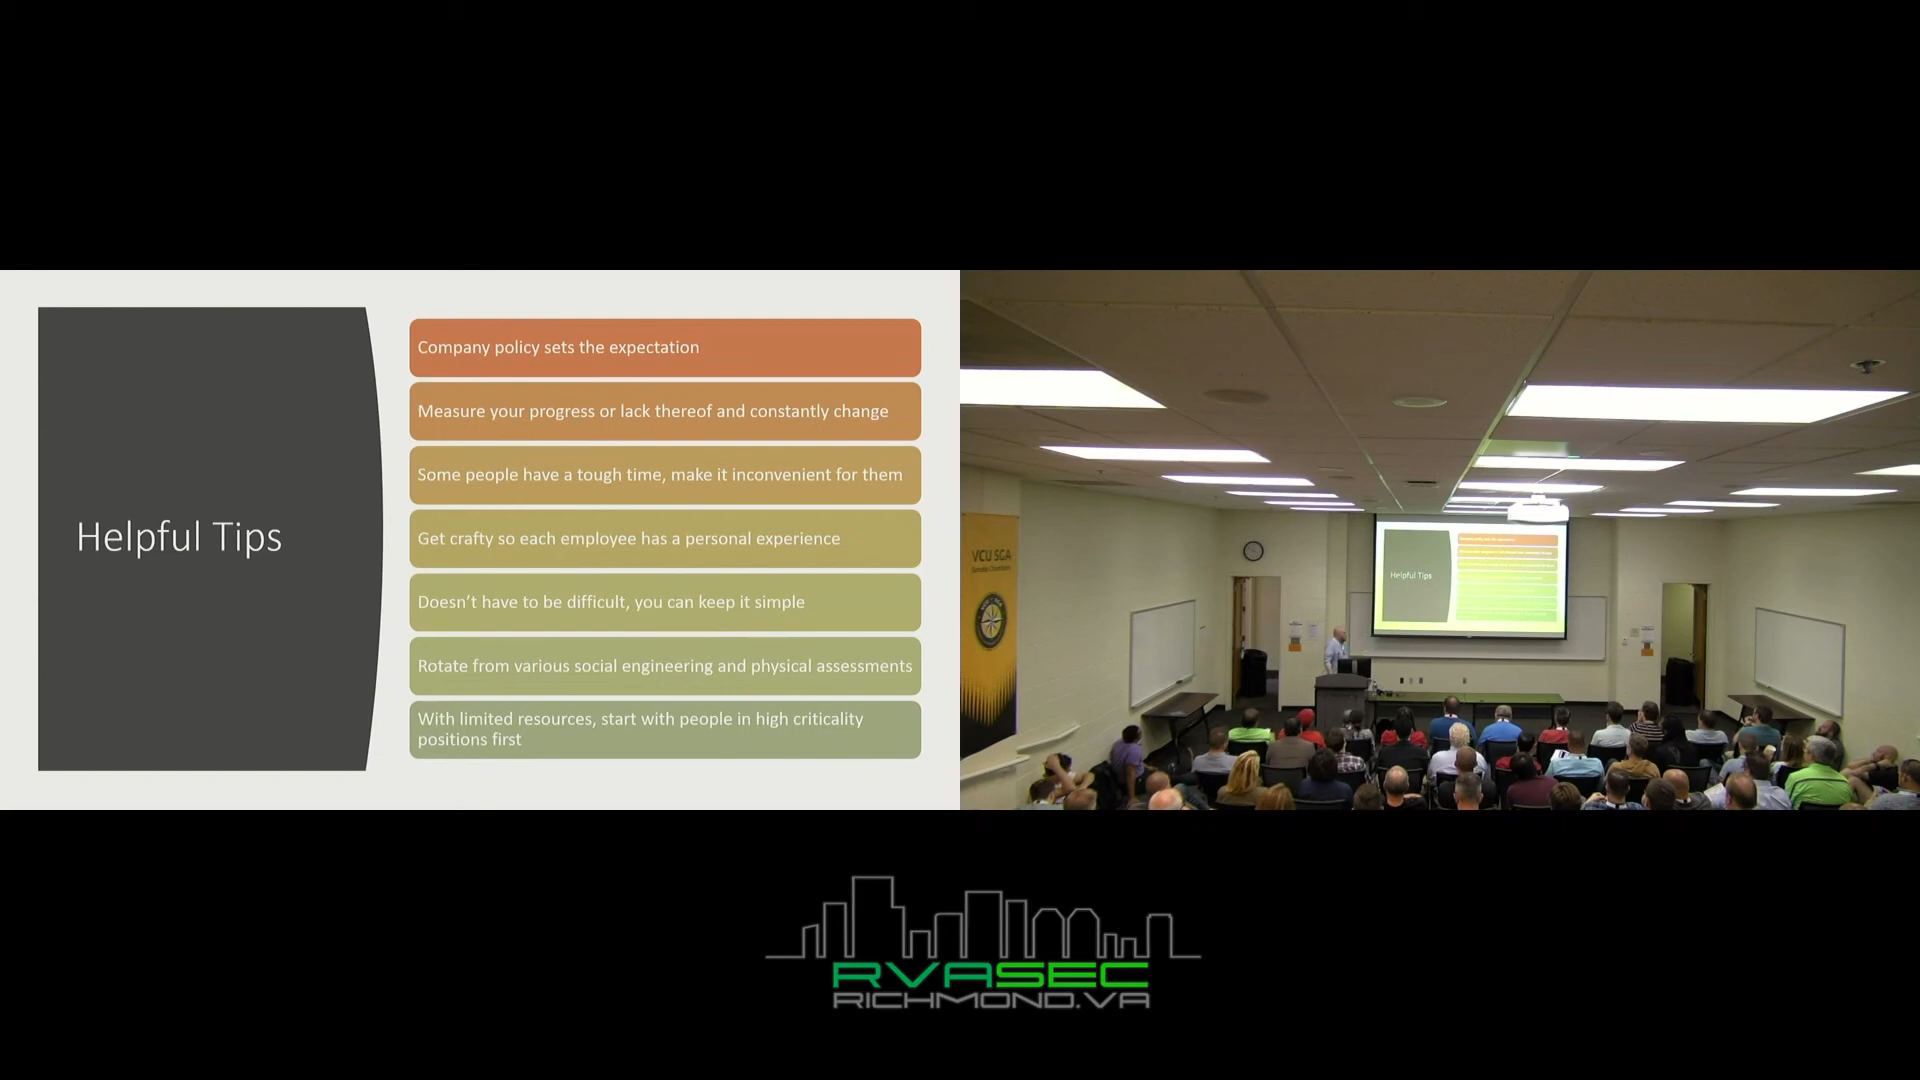 Helpful Tips
Company policy sets the expectation
Measure your progress or lack thereof and constantly change
Some people have a tough time, make it inconvenient for them
Get crafty so each employee has a personal experience
Doesn't have to be difficult, you can keep it simple
Rotate from various social engineering and physical assessments
With limited resources, start with people in high criticality
positions first
VCU SGA
Helpful Tips
RVASEC
RICHMOND.VA